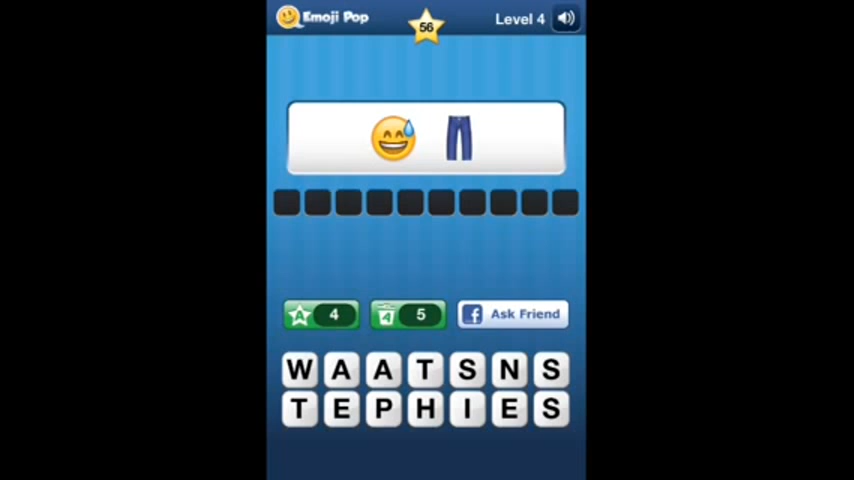 Emoji Pop
56
Level 4
A 4
A 5
f Ask Friend
W A A T S N S
T E P H I E S